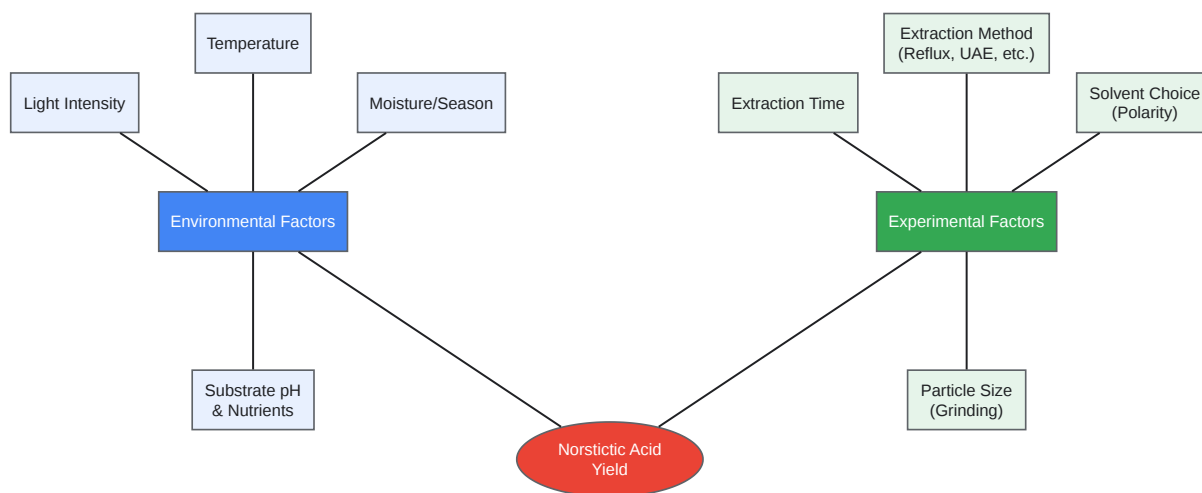 Temperature
Extraction Method
(Reflux, UAE, etc.)
Light Intensity
Moisture/Season
Extraction Time
Solvent Choice
(Polarity)
Environmental Factors
Experimental Factors
Substrate pH
& Nutrients
Particle Size
(Grinding)
Norstictic Acid
Yield